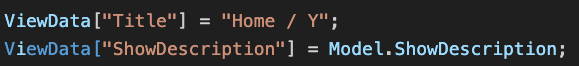 ViewData["Title"] = "Home / Y";
ViewData["ShowDescription"] = Model.ShowDescription;